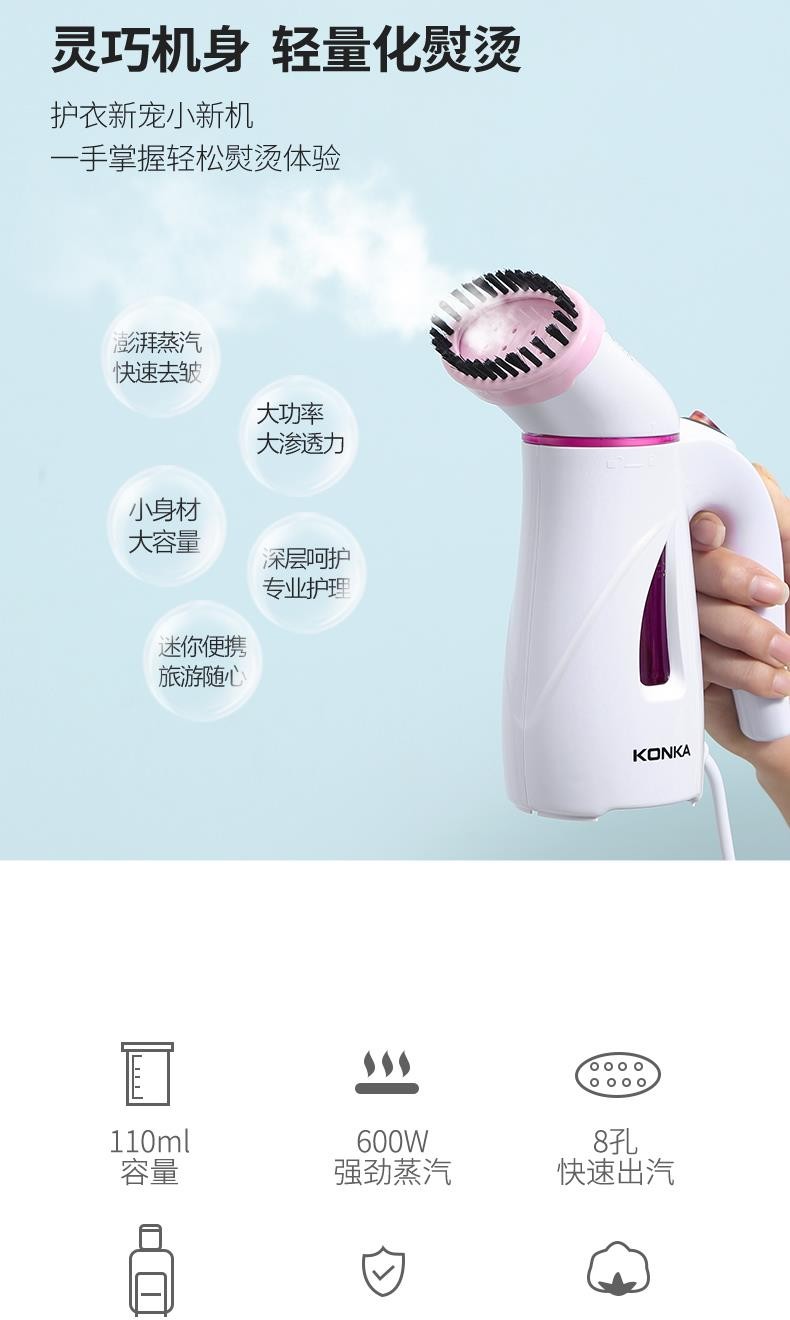 灵巧机身 轻量化熨烫
护衣新宠小新机
一手掌握轻松熨烫体验
澎湃蒸汽
快速去皱
大功率
大渗透力
小身材
大容量
深层呵护
专业护理
迷你便携
旅游随心
KONKA
110ml
容量
600W
强劲蒸汽
8孔
快速出汽